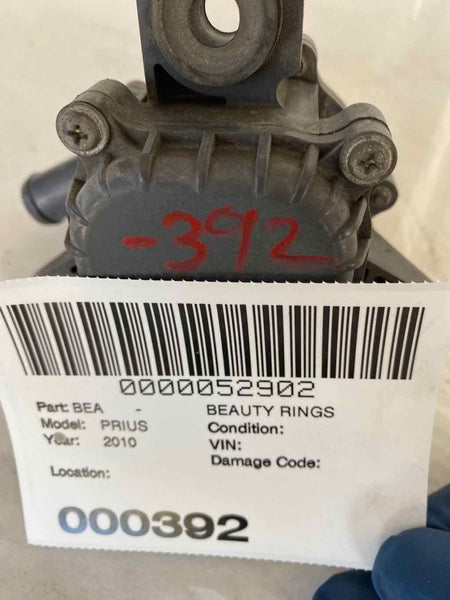 -392
0000052902
Part: BEA - BEAUTY RINGS
Model: PRIUS Condition:
Year: 2010 VIN:
Damage Code:
Location:
000392